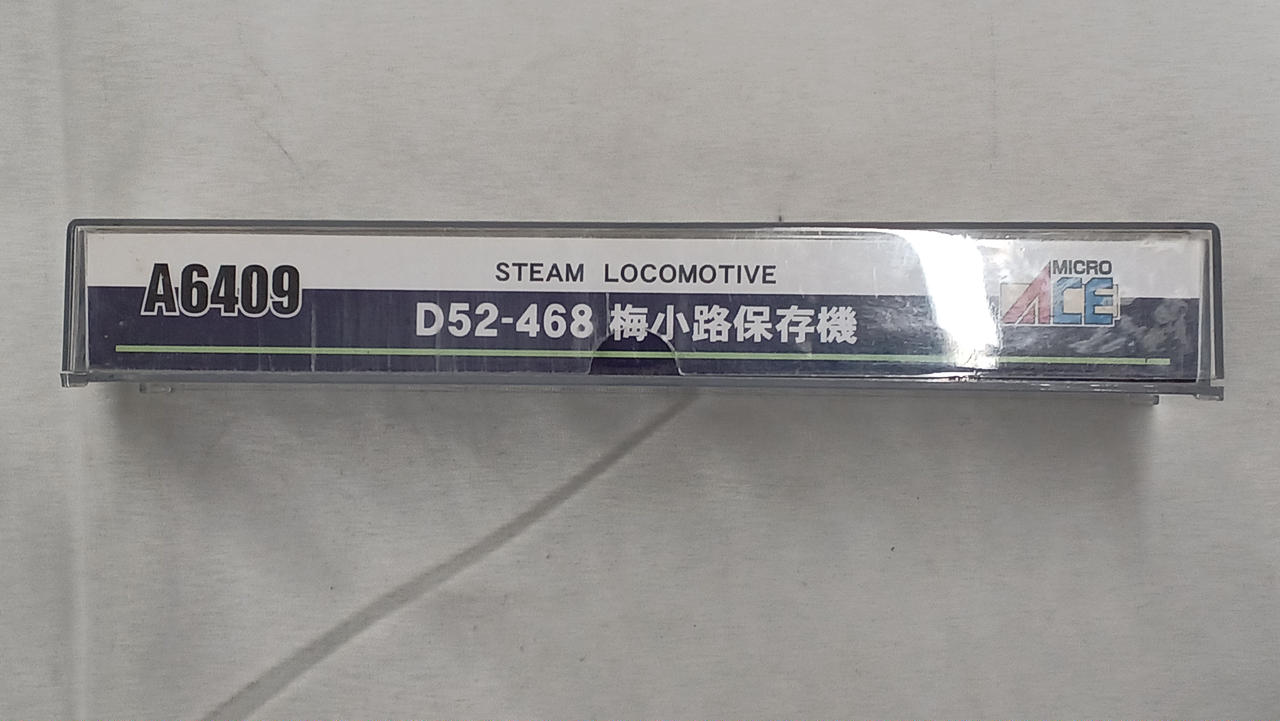 A6409
STEAM LOCOMOTIVE
D52-468 梅小路保存機
MICRO
ACE